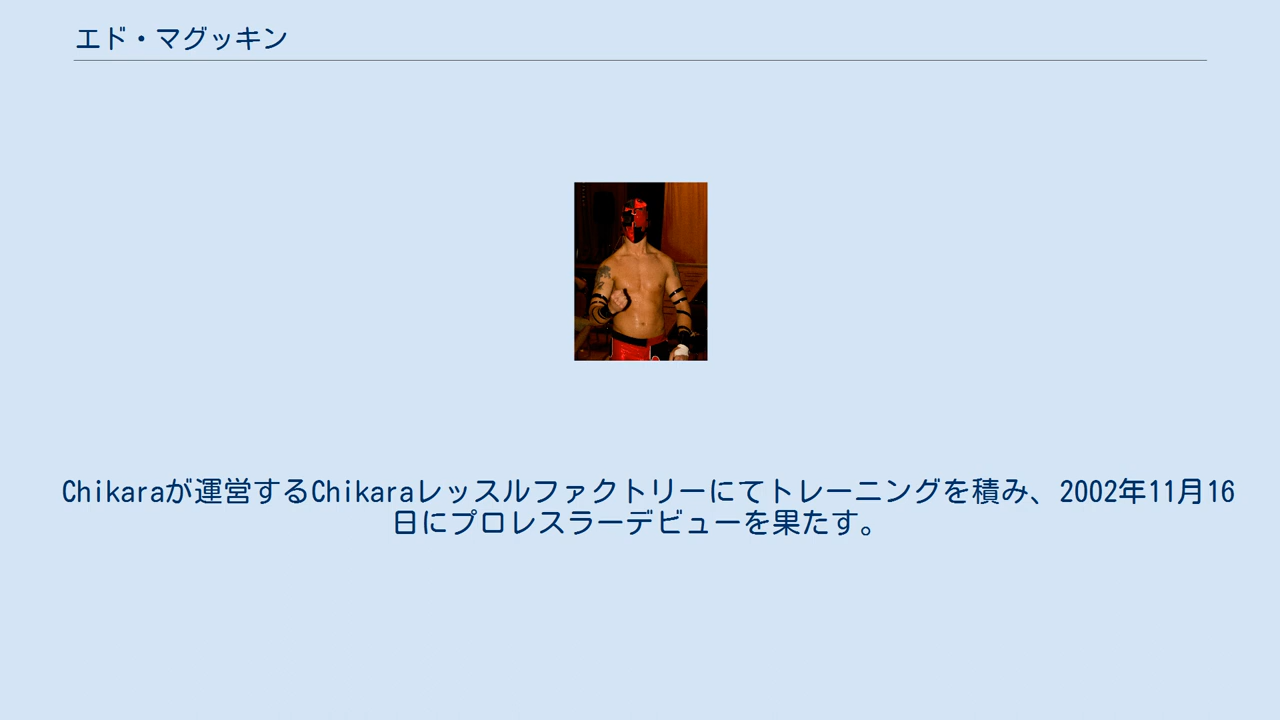 エド・マグッキン
Chikaraが運営するChikaraレッスルファクトリーにてトレーニングを積み、2002年11月16
日にプロレスラーデビューを果たす。